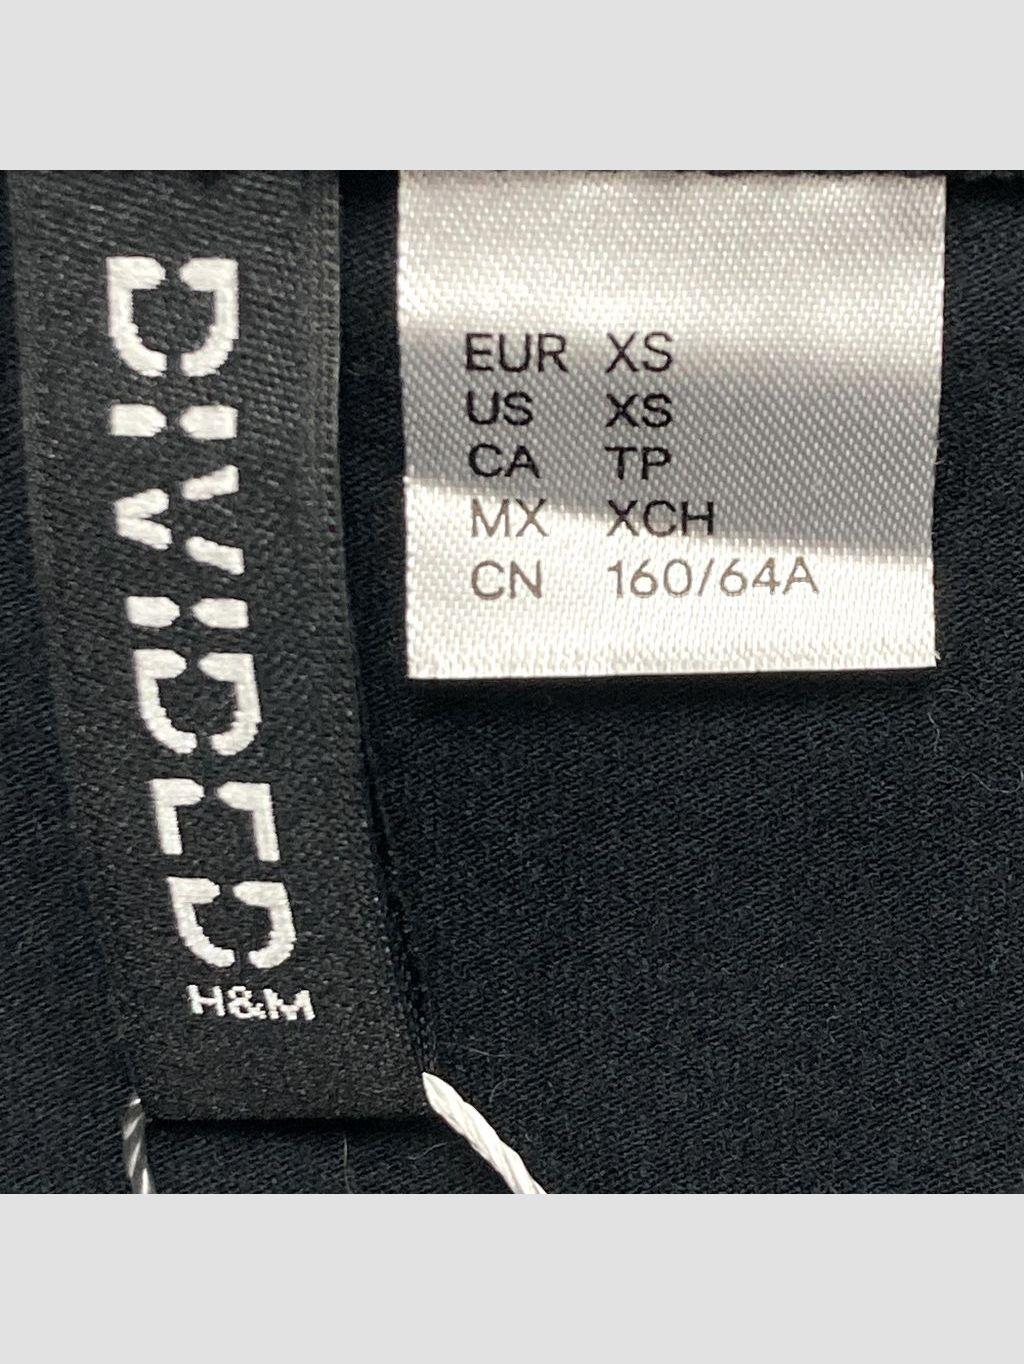 DIVIDED
H&M
EUR XS
US XS
CA TP
MX XCH
CN 160/64A